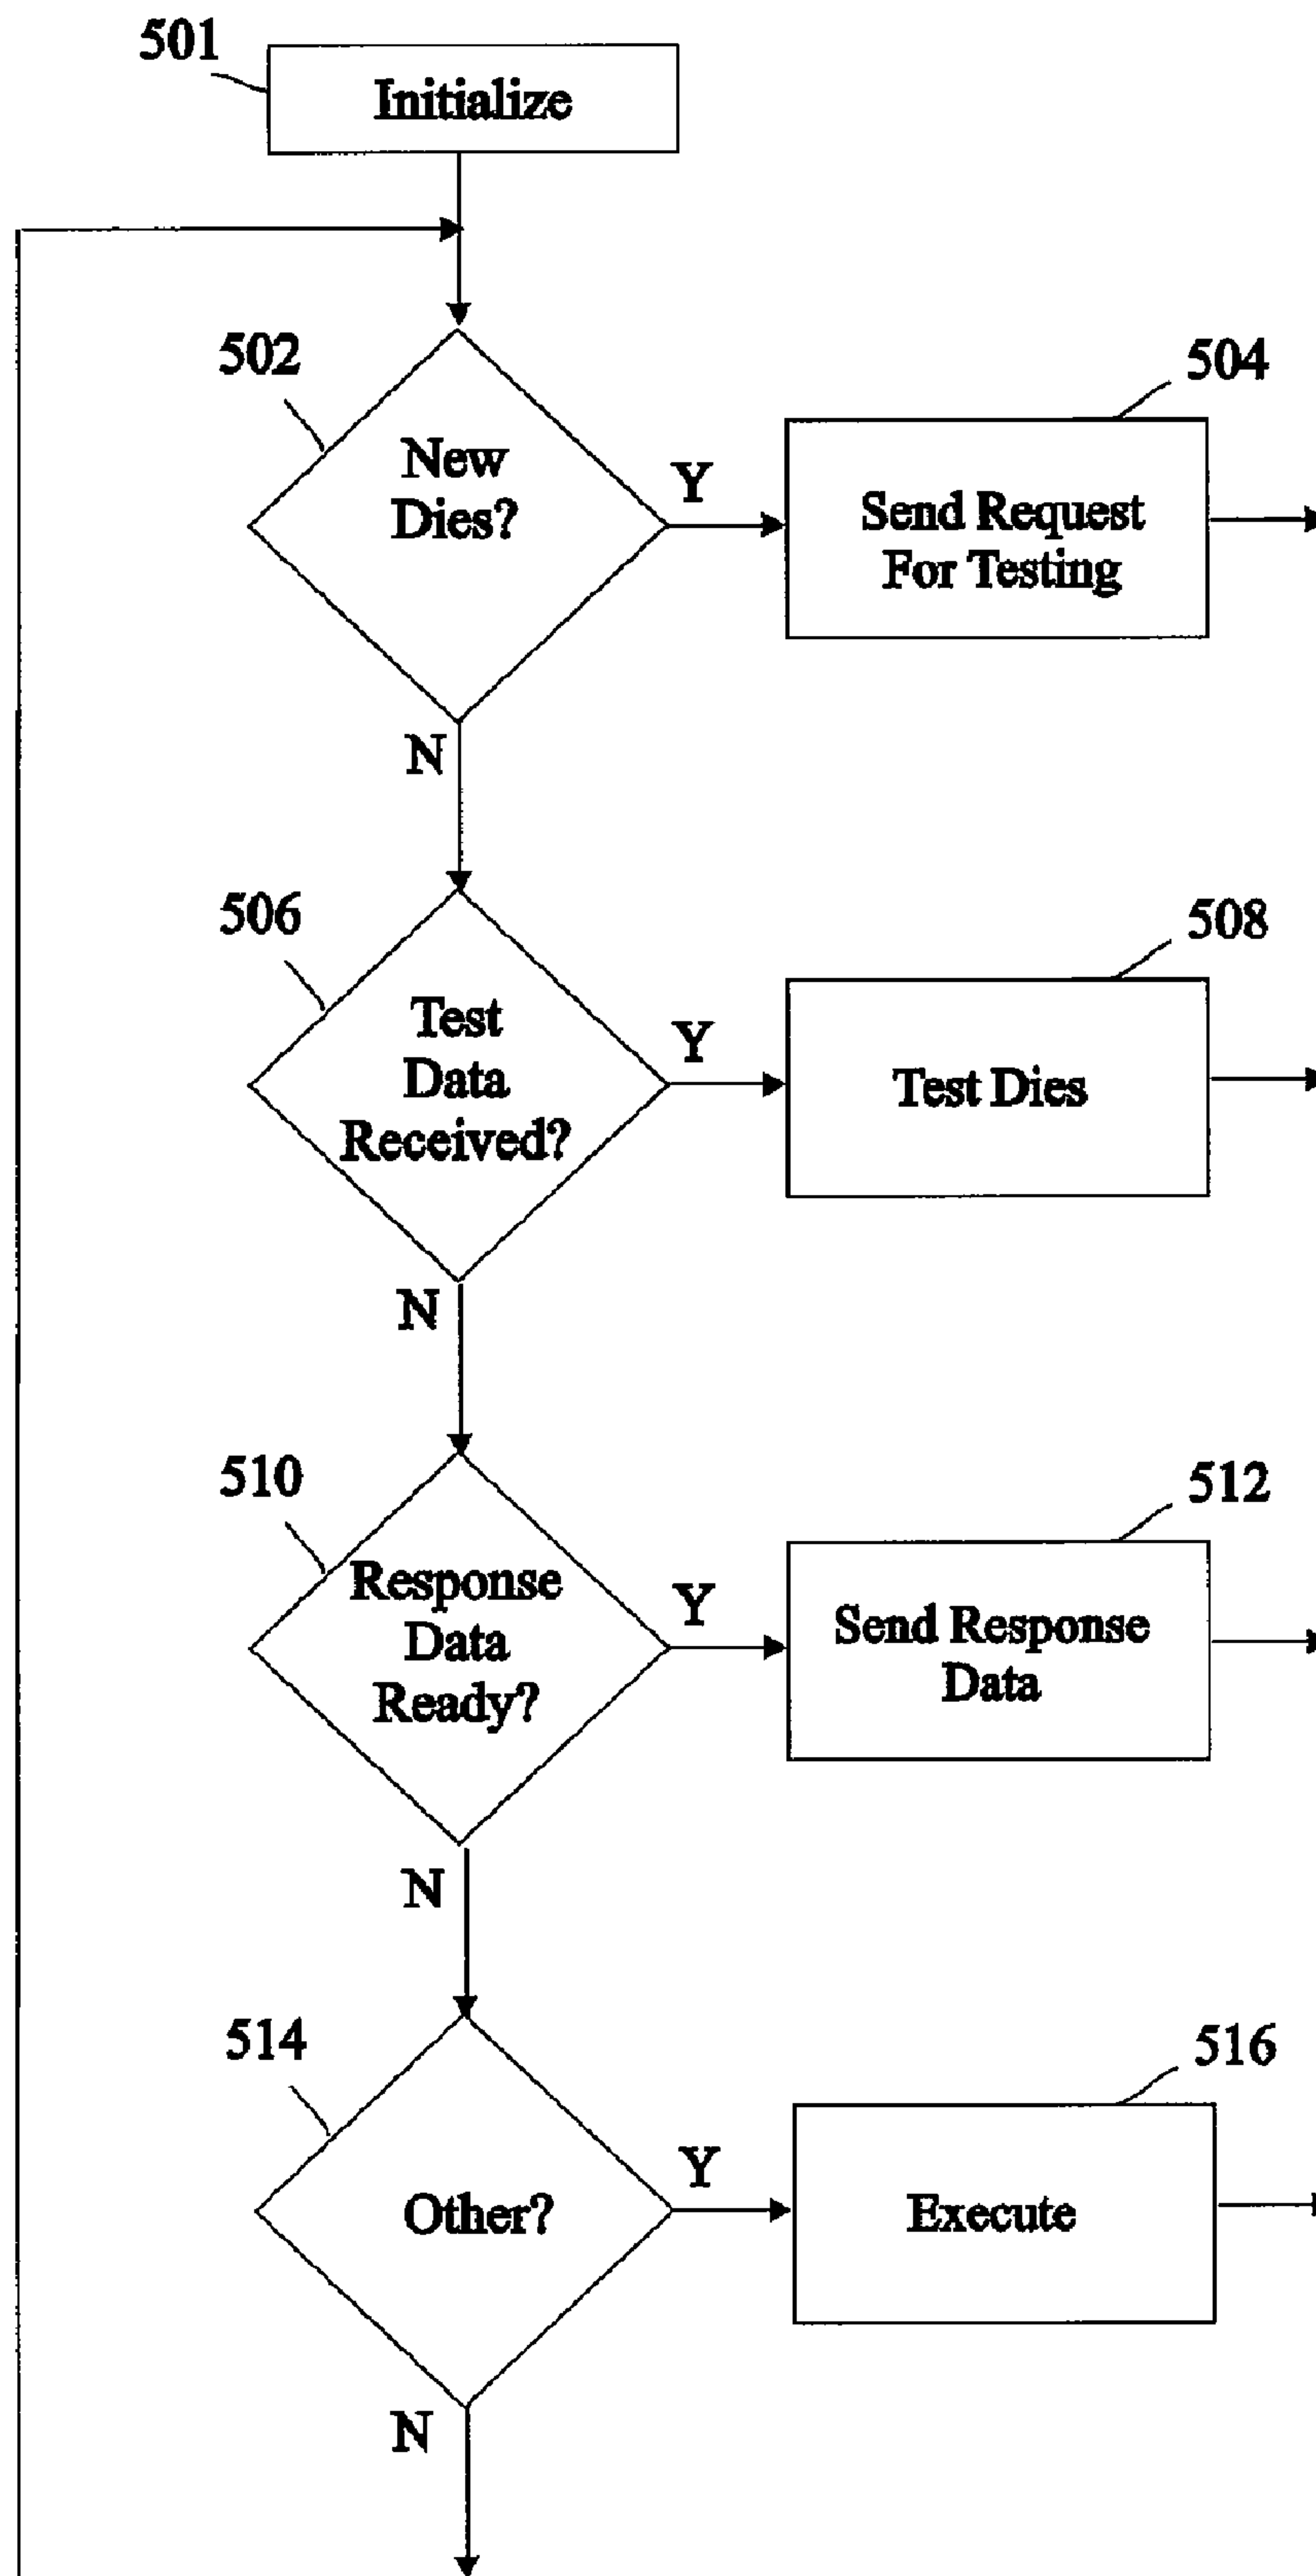 501
Initialize
502
New
Dies?
Y
504
Send Request
For Testing
N
506
Test
Data
Received?
Y
508
Test Dies
N
510
Response
Data
Ready?
Y
512
Send Response
Data
N
514
Other?
Y
516
Execute
N